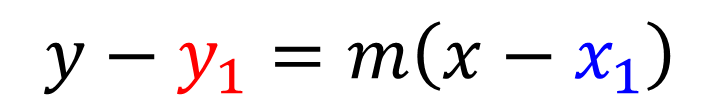 y − y₁ = m(x − x₁)